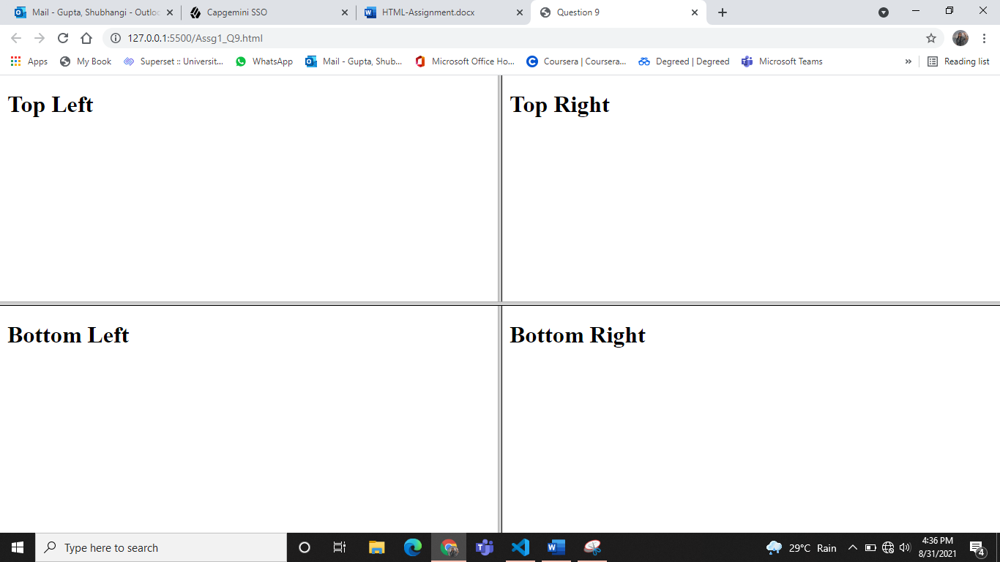 Mail - Gupta, Shubhangi - Outloo
Capgemini SSO
HTML-Assignment.docx
Question 9
127.0.0.1:5500/Assg1_Q9.html
Apps
My Book
Superset :: Universit...
WhatsApp
Mail - Gupta, Shub...
Microsoft Office Ho...
Coursera | Coursera...
Degreed | Degreed
Microsoft Teams
»
Reading list
Top Left
Top Right
Bottom Left
Bottom Right
Type here to search
29°C Rain
4:36 PM
8/31/2021
4